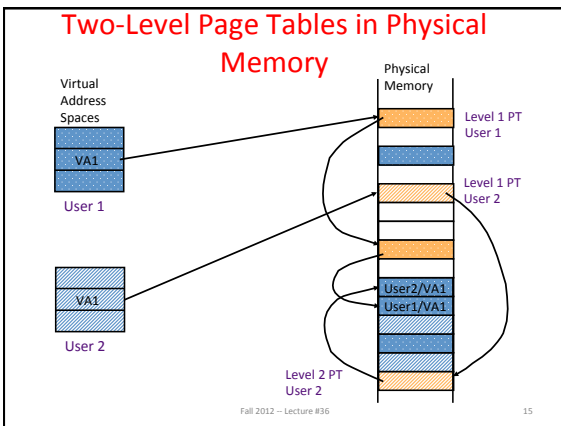 Two-Level Page Tables in Physical
Memory
Virtual
Address
Spaces
Physical
Memory
VA1
User 1
Level 1 PT
User 1
Level 1 PT
User 2
VA1
User 2
User2/VA1
User1/VA1
Level 2 PT
User 2
Fall 2012 -- Lecture #36
15